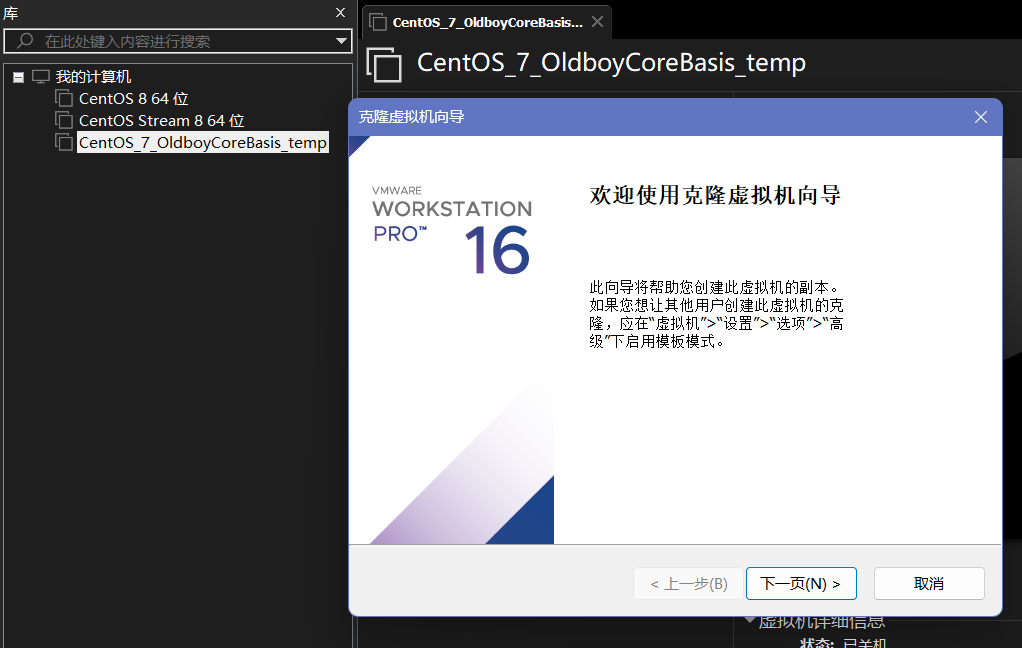 库
在此处键入内容进行搜索
我的计算机
CentOS 8 64 位
CentOS Stream 8 64 位
CentOS_7_OldboyCoreBasis_temp
CentOS_7_OldboyCoreBasis...
CentOS_7_OldboyCoreBasis_temp
克隆虚拟机向导
VMWARE
WORKSTATION
PRO™
16
欢迎使用克隆虚拟机向导
此向导将帮助您创建此虚拟机的副本。
如果您想让其他用户创建此虚拟机的克
隆，应在“虚拟机”>“设置”>“选项”>“高
级”下启用模板模式。
< 上一步(B)
下一页(N) >
取消
虚拟机详细信息
状态: 已关机